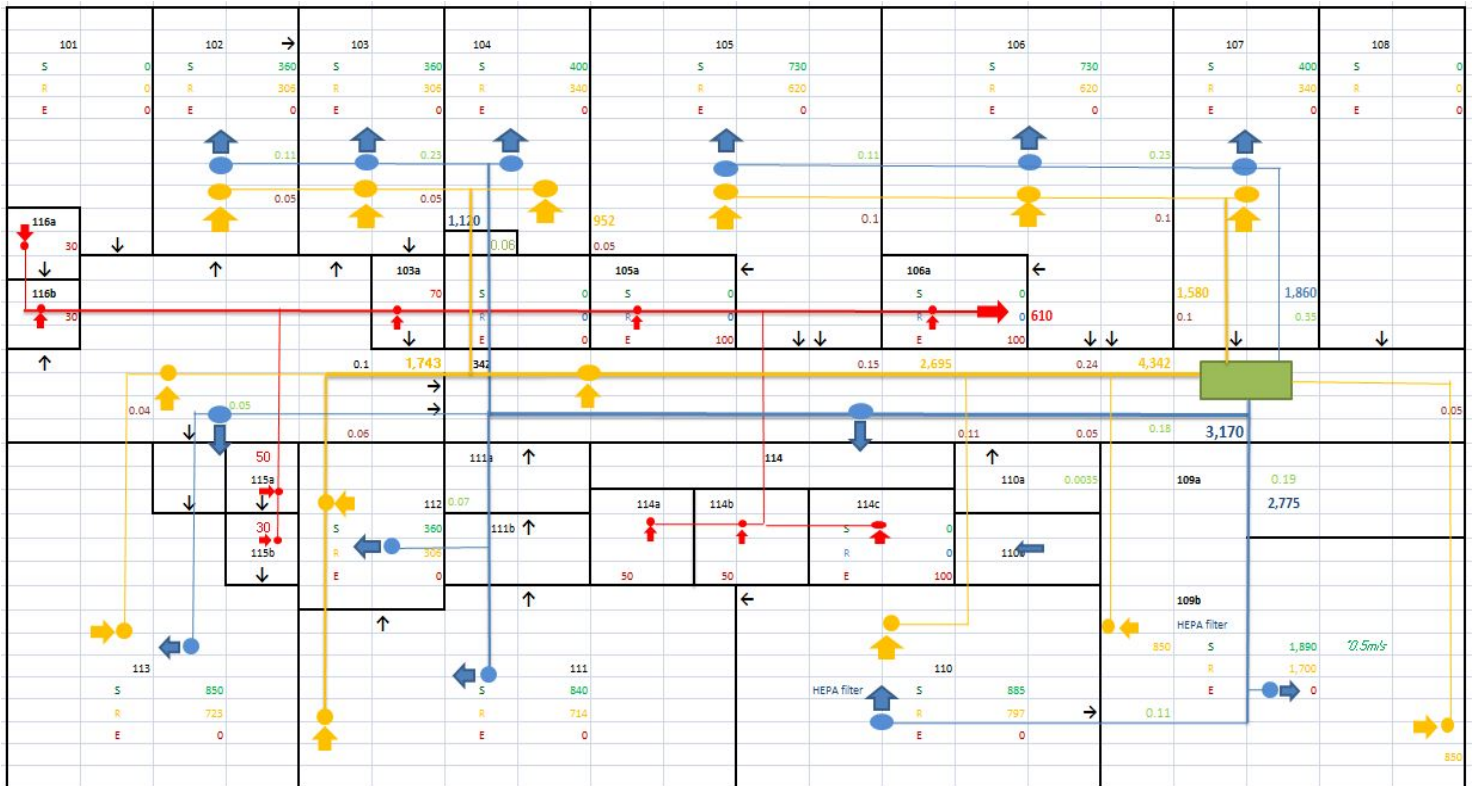 101 102 → 103 104 105 106 107 108
S 0 S 360 S 360 S 400 S 730 S 730 S 400 S 0
R 0 R 306 R 306 R 340 R 620 R 620 R 340 R 0
E 0 E 0 E 0 E 0 E 0 E 0 E 0 E 0
0.11 0.23 0.11 0.23
0.05 0.05
116a 1,120 952 0.1 0.1
30 ↓ ↓ 0.06 0.05
↓ ↑ ↑ 103a 105a ← 106a ←
116b 70 S 0 S 0 S 0 1,580 1,860
30 R 0 R 0 R 0 610 0.1 0.35
↓ E 0 E 100 ↓ ↓ E 100 ↓ ↓ ↓ ↓
↑ 0.1 1,743 342 0.15 2,695 0.24 4,342
→
0.04 0.05 → 0.05
↓ 0.06 0.11 0.05 0.18 3,170
50 111a ↑ 114 ↑
115a 110a 0.0035 109a 0.19
↓ ↓ 112 0.07 114a 114b 114c 2,775
30 S 360 111b ↑ S 0
115b R 306 R 0 110b
↓ E 0 50 50 E 100
↑ ↑ ← 109b
HEPA filter
850 S 1,890 "0.5m/s
113 111 110 R 1,700
S 850 S 840 HEPA filter S 885 E 0
R 723 R 714 R 797 → 0.11
E 0 E 0 E 0
850